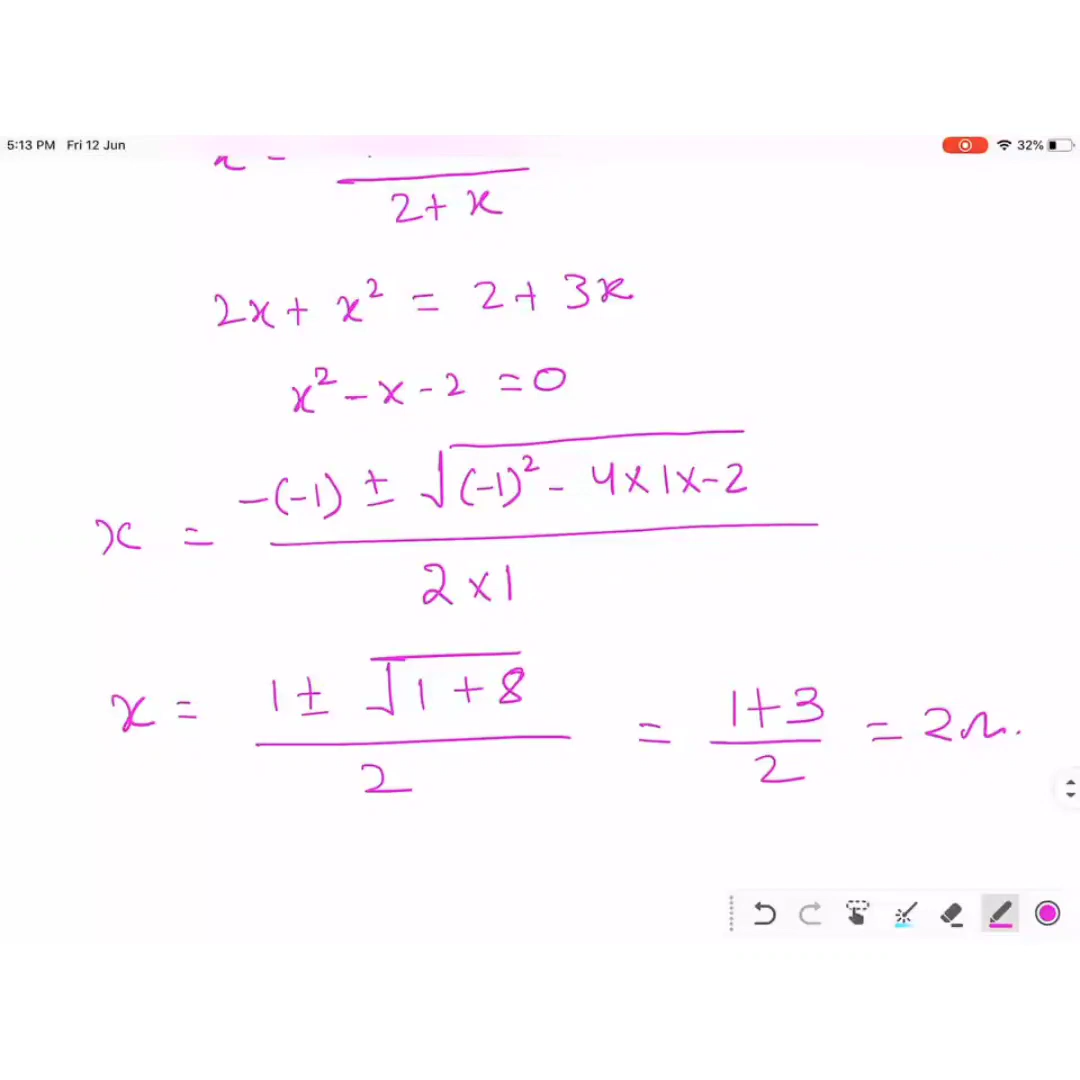 5:13 PM Fri 12 Jun 32%
x =
2 + x
2x + x² = 2 + 3x
x² - x - 2 = 0
x = -(-1) ± √(-1)² - 4×1×-2
2 × 1
x = 1 ± √1 + 8 = 1+3 = 2
2 2